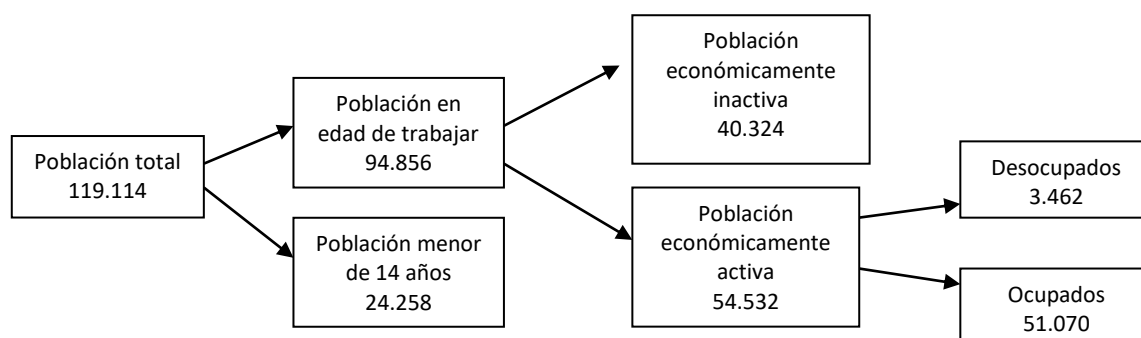 Población total
119.114
Población en
edad de trabajar
94.856
Población menor
de 14 años
24.258
Población
económicamente
inactiva
40.324
Población
económicamente
activa
54.532
Desocupados
3.462
Ocupados
51.070